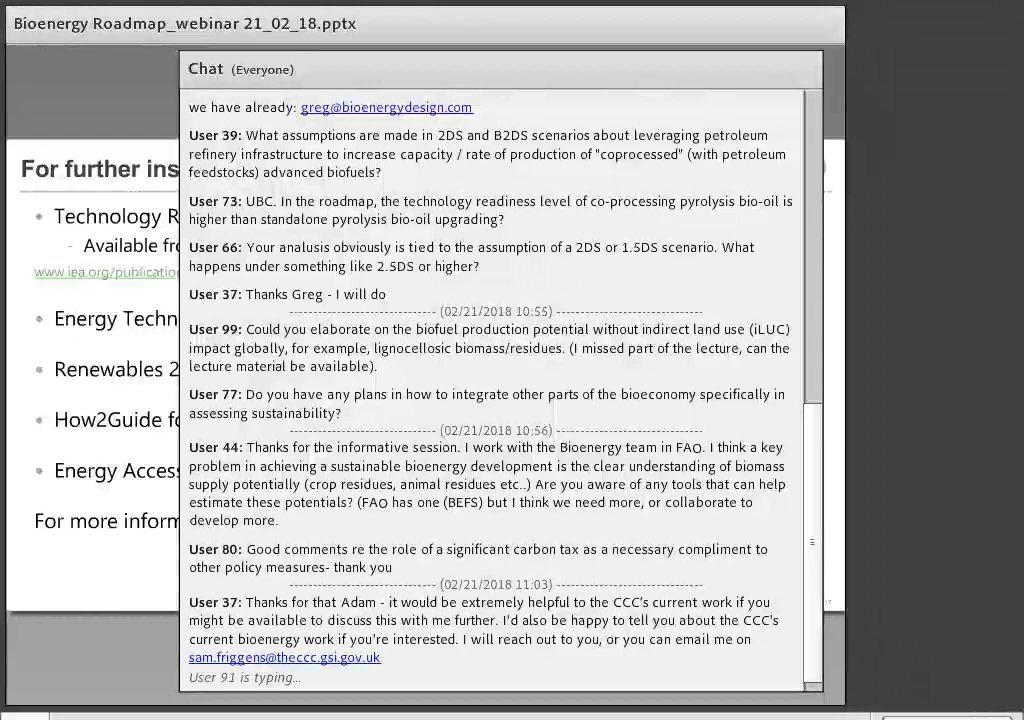 Bioenergy Roadmap_webinar 21_02_18.pptx
Chat (Everyone)
we have already: greg@bioenergydesign.com
User 39: What assumptions are made in 2DS and B2DS scenarios about leveraging petroleum
refinery infrastructure to increase capacity / rate of production of "coprocessed" (with petroleum
feedstocks) advanced biofuels?
User 73: UBC. In the roadmap, the technology readiness level of co-processing pyrolysis bio-oil is
higher than standalone pyrolysis bio-oil upgrading?
User 66: Your analusis obviously is tied to the assumption of a 2DS or 1.5DS scenario. What
happens under something like 2.5DS or higher?
User 37: Thanks Greg - I will do
------------------------------ (02/21/2018 10:55) ------------------------------
User 99: Could you elaborate on the biofuel production potential without indirect land use (iLUC)
impact globally, for example, lignocellosic biomass/residues. (I missed part of the lecture, can the
lecture material be available).
User 77: Do you have any plans in how to integrate other parts of the bioeconomy specifically in
assessing sustainability?
------------------------------ (02/21/2018 10:56) ------------------------------
User 44: Thanks for the informative session. I work with the Bioenergy team in FAO. I think a key
problem in achieving a sustainable bioenergy development is the clear understanding of biomass
supply potentially (crop residues, animal residues etc..) Are you aware of any tools that can help
estimate these potentials? (FAO has one (BEFS) but I think we need more, or collaborate to
develop more.
User 80: Good comments re the role of a significant carbon tax as a necessary compliment to
other policy measures- thank you
------------------------------ (02/21/2018 11:03) ------------------------------
User 37: Thanks for that Adam - it would be extremely helpful to the CCC's current work if you
might be available to discuss this with me further. I'd also be happy to tell you about the CCC's
current bioenergy work if you're interested. I will reach out to you, or you can email me on
sam.friggens@theccc.gsi.gov.uk
User 91 is typing...
For further ins
Technology R
- Available fro
www.iea.org/publicatio
Energy Techn
Renewables 2
How2Guide fo
Energy Acces
For more inform
17